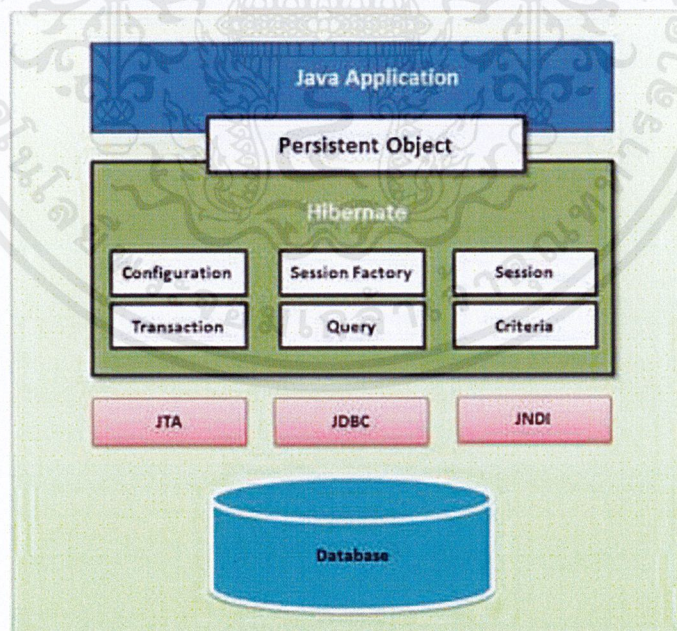 Java Application
Persistent Object
Hibernate
Configuration
Session Factory
Session
Transaction
Query
Criteria
JTA
JDBC
JNDI
Database